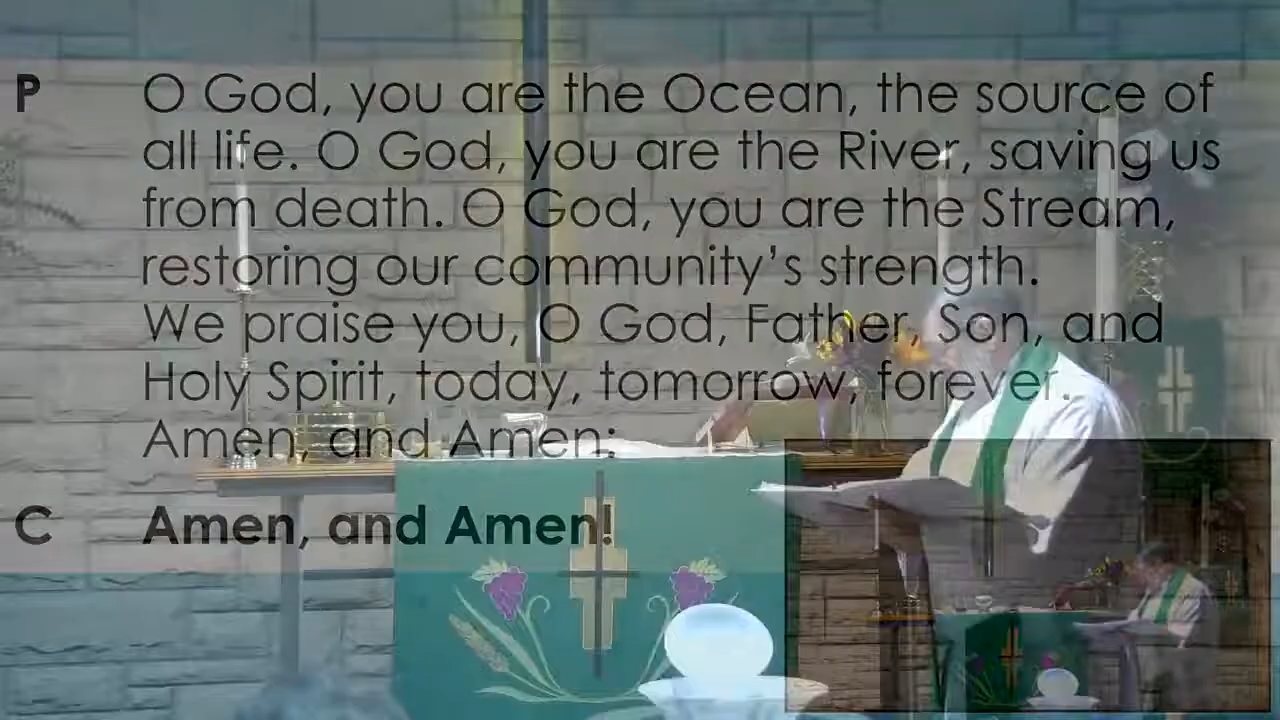 P O God, you are the Ocean, the source of
all life. O God, you are the River, saving us
from death. O God, you are the Stream,
restoring our community’s strength.
We praise you, O God, Father, Son, and
Holy Spirit, today, tomorrow, forever.
Amen, and Amen:
C Amen, and Amen!